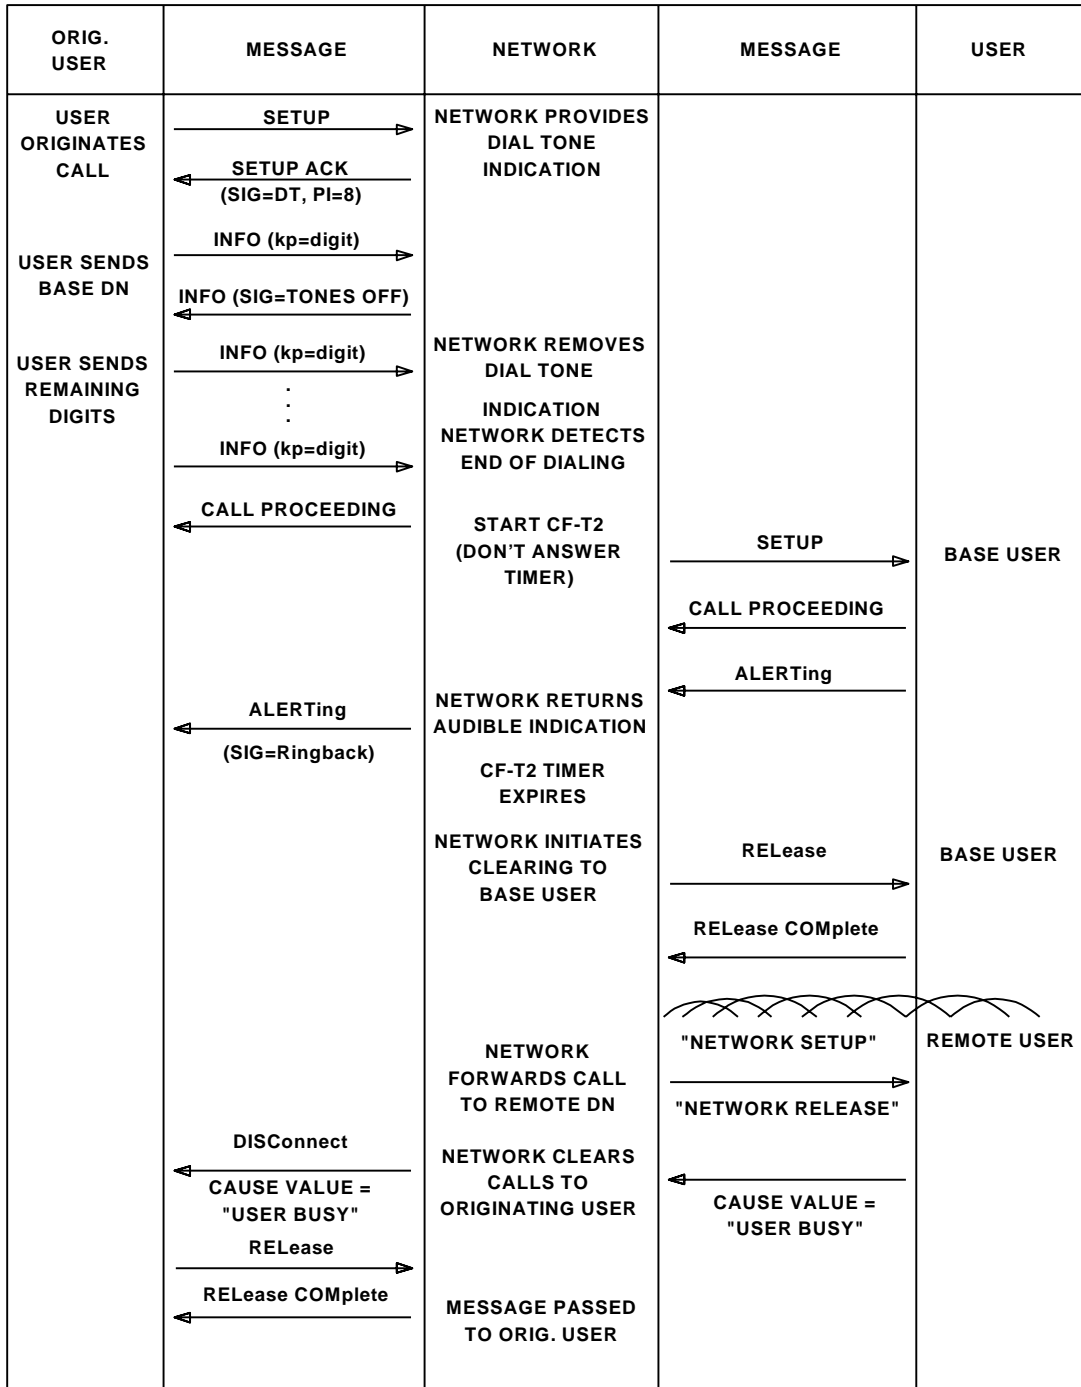 ORIG.
USER
MESSAGE
NETWORK
MESSAGE
USER
USER
ORIGINATES
CALL
SETUP
NETWORK PROVIDES
DIAL TONE
INDICATION
SETUP ACK
(SIG=DT, PI=8)
INFO (kp=digit)
USER SENDS
BASE DN
INFO (SIG=TONES OFF)
USER SENDS
REMAINING
DIGITS
INFO (kp=digit)
NETWORK REMOVES
DIAL TONE
.
.
.
INDICATION
NETWORK DETECTS
END OF DIALING
INFO (kp=digit)
CALL PROCEEDING
START CF-T2
(DON'T ANSWER
TIMER)
SETUP
BASE USER
CALL PROCEEDING
ALERTing
ALERTing
(SIG=Ringback)
NETWORK RETURNS
AUDIBLE INDICATION
CF-T2 TIMER
EXPIRES
NETWORK INITIATES
CLEARING TO
BASE USER
RELease
BASE USER
RELease COMplete
"NETWORK SETUP"
REMOTE USER
NETWORK
FORWARDS CALL
TO REMOTE DN
"NETWORK RELEASE"
DISConnect
CAUSE VALUE =
"USER BUSY"
NETWORK CLEARS
CALLS TO
ORIGINATING USER
CAUSE VALUE =
"USER BUSY"
RELease
RELease COMplete
MESSAGE PASSED
TO ORIG. USER